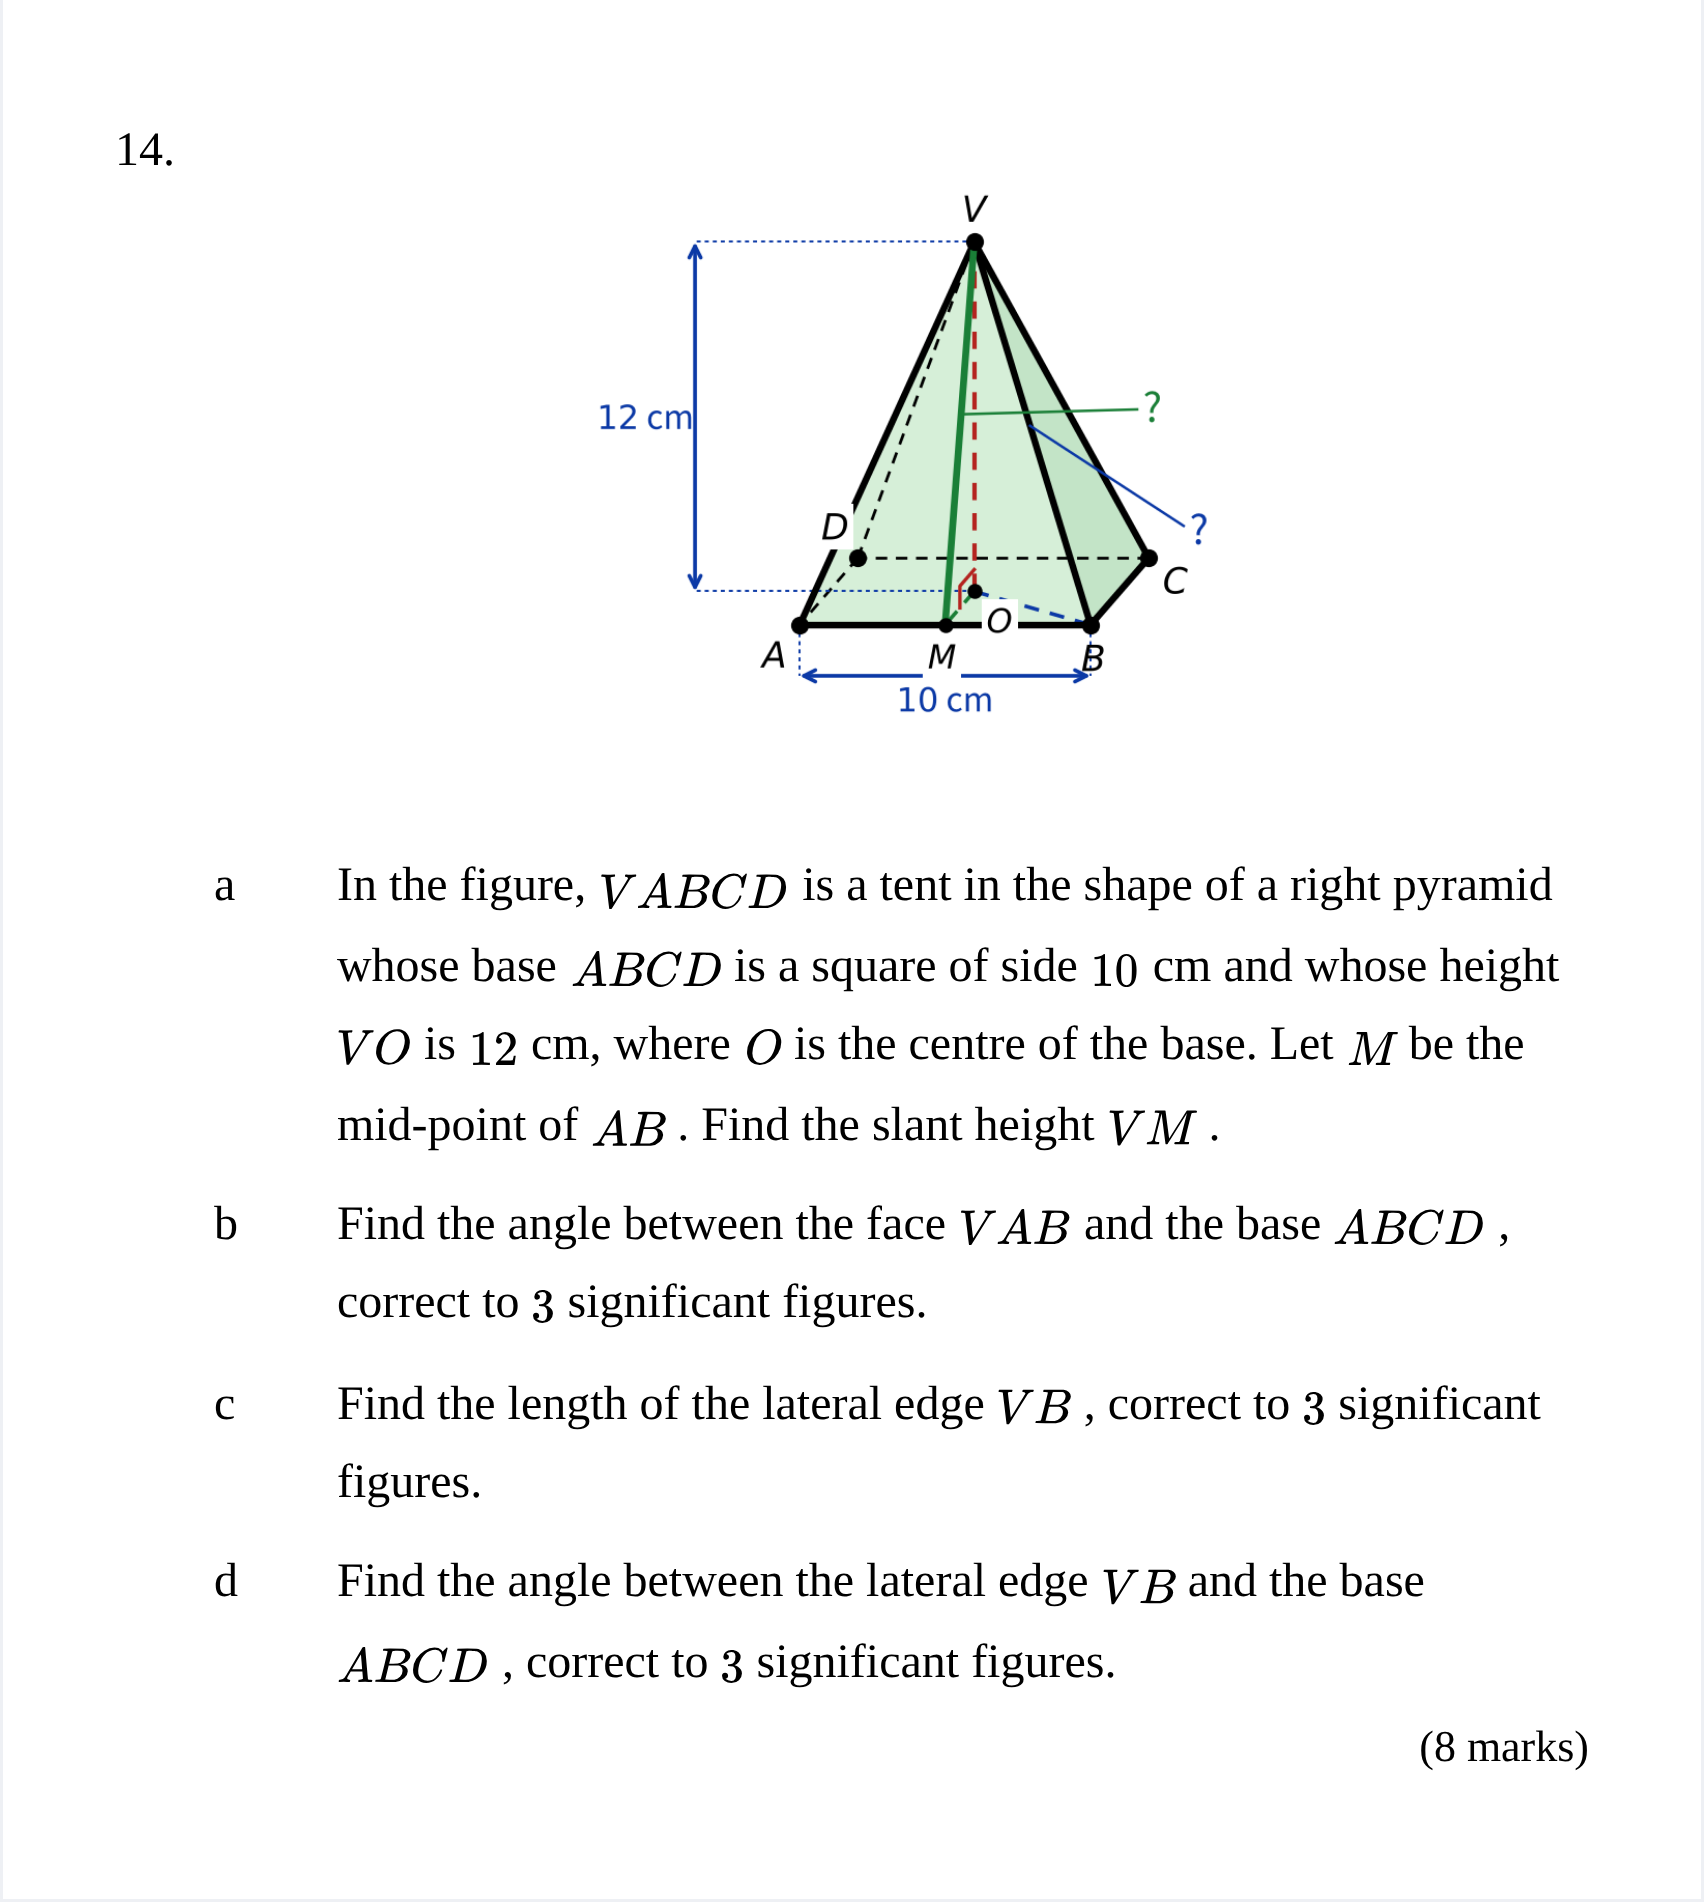 14.
V
12 cm
?
D
?
C
O
A
M
B
10 cm
a In the figure, VABCD is a tent in the shape of a right pyramid
whose base ABCD is a square of side 10 cm and whose height
VO is 12 cm, where O is the centre of the base. Let M be the
mid-point of AB . Find the slant height VM .
b Find the angle between the face VAB and the base ABCD ,
correct to 3 significant figures.
c Find the length of the lateral edge VB , correct to 3 significant
figures.
d Find the angle between the lateral edge VB and the base
ABCD , correct to 3 significant figures.
(8 marks)